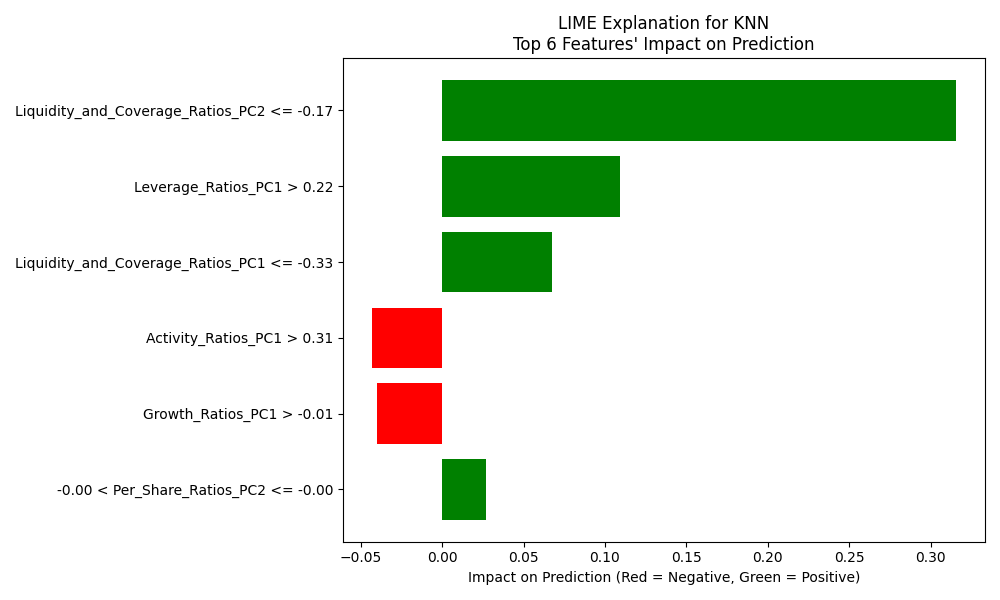 LIME Explanation for KNN
Top 6 Features' Impact on Prediction
Liquidity_and_Coverage_Ratios_PC2 <= -0.17
Leverage_Ratios_PC1 > 0.22
Liquidity_and_Coverage_Ratios_PC1 <= -0.33
Activity_Ratios_PC1 > 0.31
Growth_Ratios_PC1 > -0.01
-0.00 < Per_Share_Ratios_PC2 <= -0.00
−0.05 0.00 0.05 0.10 0.15 0.20 0.25 0.30
Impact on Prediction (Red = Negative, Green = Positive)